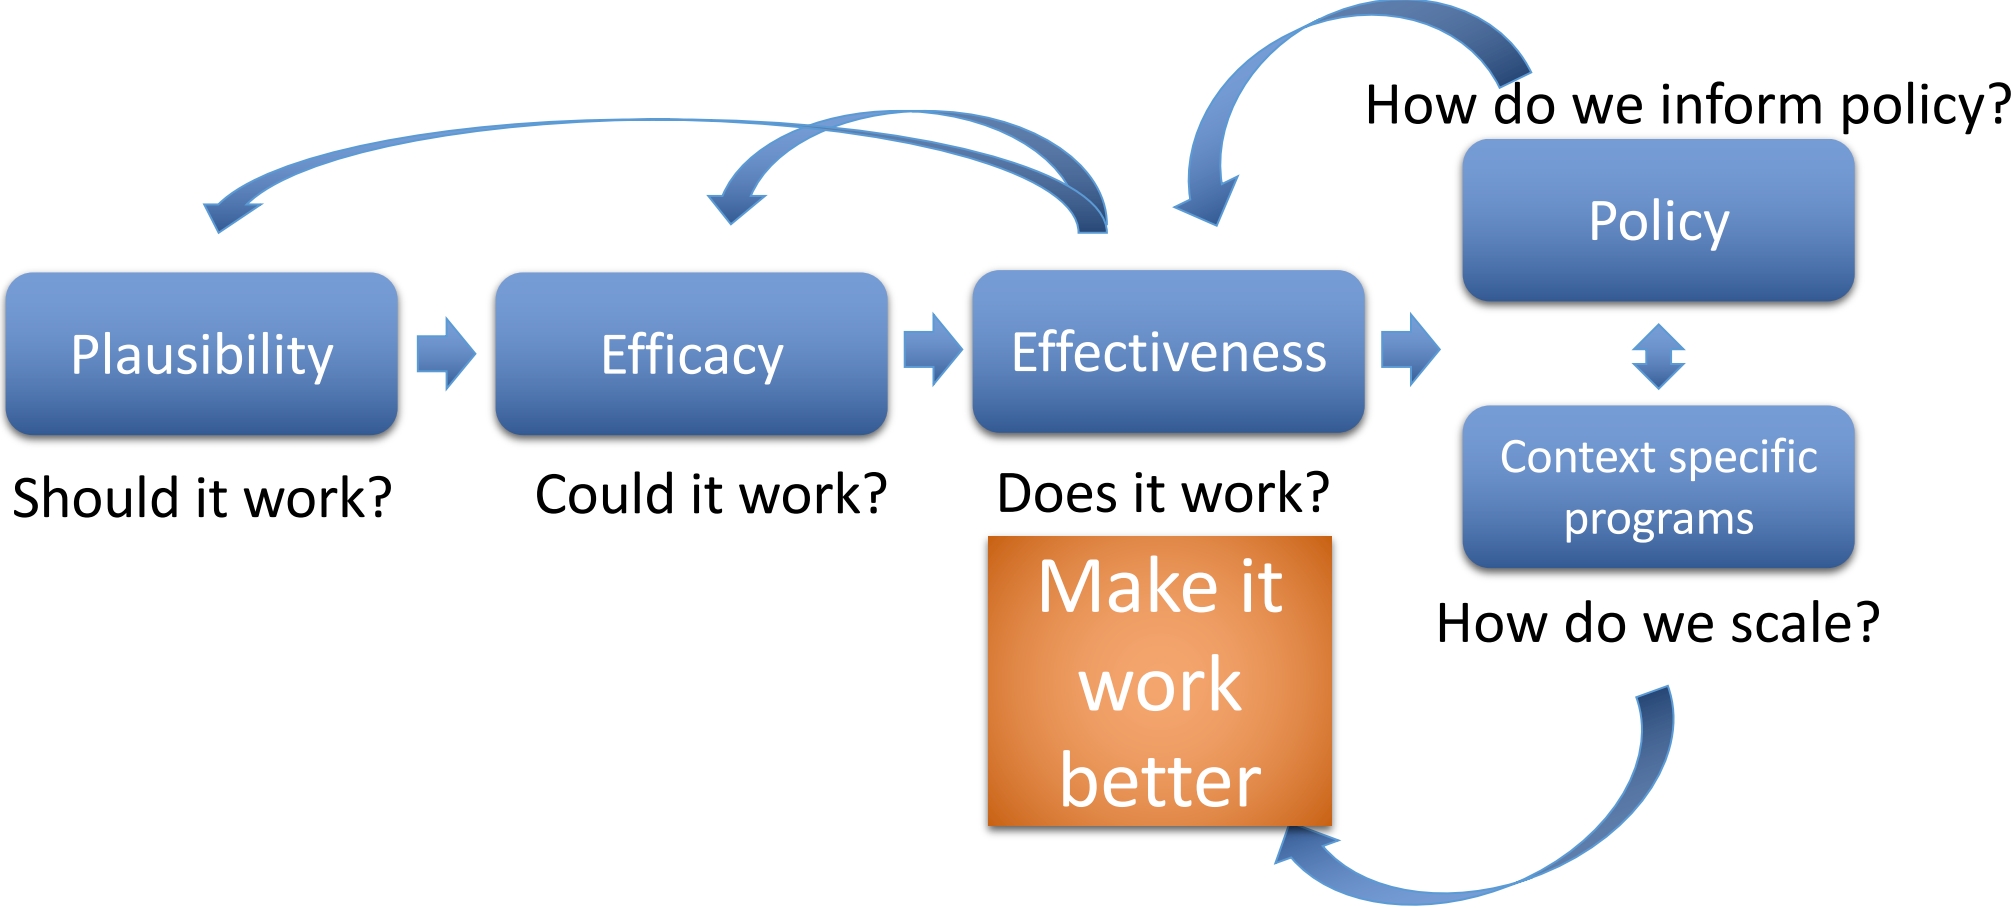 How do we inform policy?
Policy
Plausibility
Efficacy
Effectiveness
Context specific
programs
Should it work?
Could it work?
Does it work?
Make it
work
better
How do we scale?